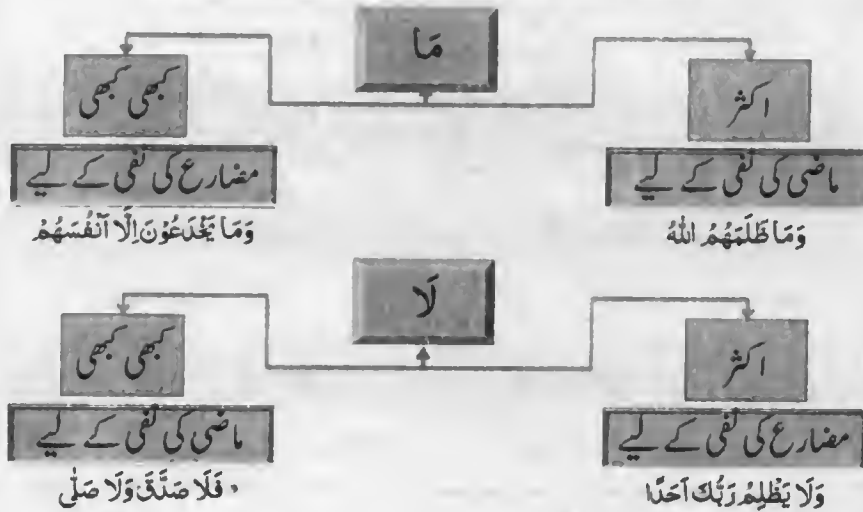 مَا
اکثر
کبھی کبھی
ماضی کی نفی کے لیے
مضارع کی نفی کے لیے
وَمَا ظَلَمَهُمُ اللهُ
وَمَا يَخْدَعُوْنَ اِلَّا اَنْفُسَهُمْ
لَا
اکثر
کبھی کبھی
مضارع کی نفی کے لیے
ماضی کی نفی کے لیے
وَلَا يَظْلِمُ رَبُّكَ اَحَدًا
فَلَا صَدَّقَ وَلَا صَلّٰى